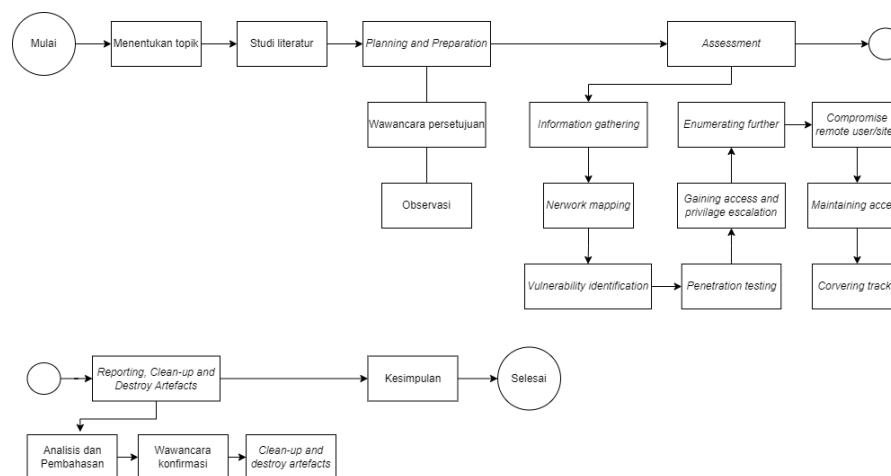 Mulai
Menentukan topik
Studi literatur
Planning and Preparation
Assessment
Wawancara persetujuan
Observasi
Information gathering
Nerwork mapping
Vulnerability identification
Penetration testing
Gaining access and
privilage escalation
Enumerating further
Compromise
remote user/site
Maintaining acce
Corvering track
Reporting, Clean-up and
Destroy Artefacts
Kesimpulan
Selesai
Analisis dan
Pembahasan
Wawancara
konfirmasi
Clean-up and
destroy artefacts